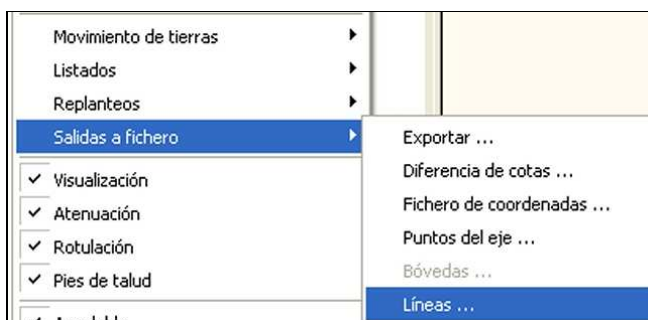 Movimiento de tierras
Listados
Replanteos
Salidas a fichero
Visualización
Atenuación
Rotulación
Pies de talud
Exportar ...
Diferencia de cotas ...
Fichero de coordenadas ...
Puntos del eje ...
Bóvedas ...
Líneas ...